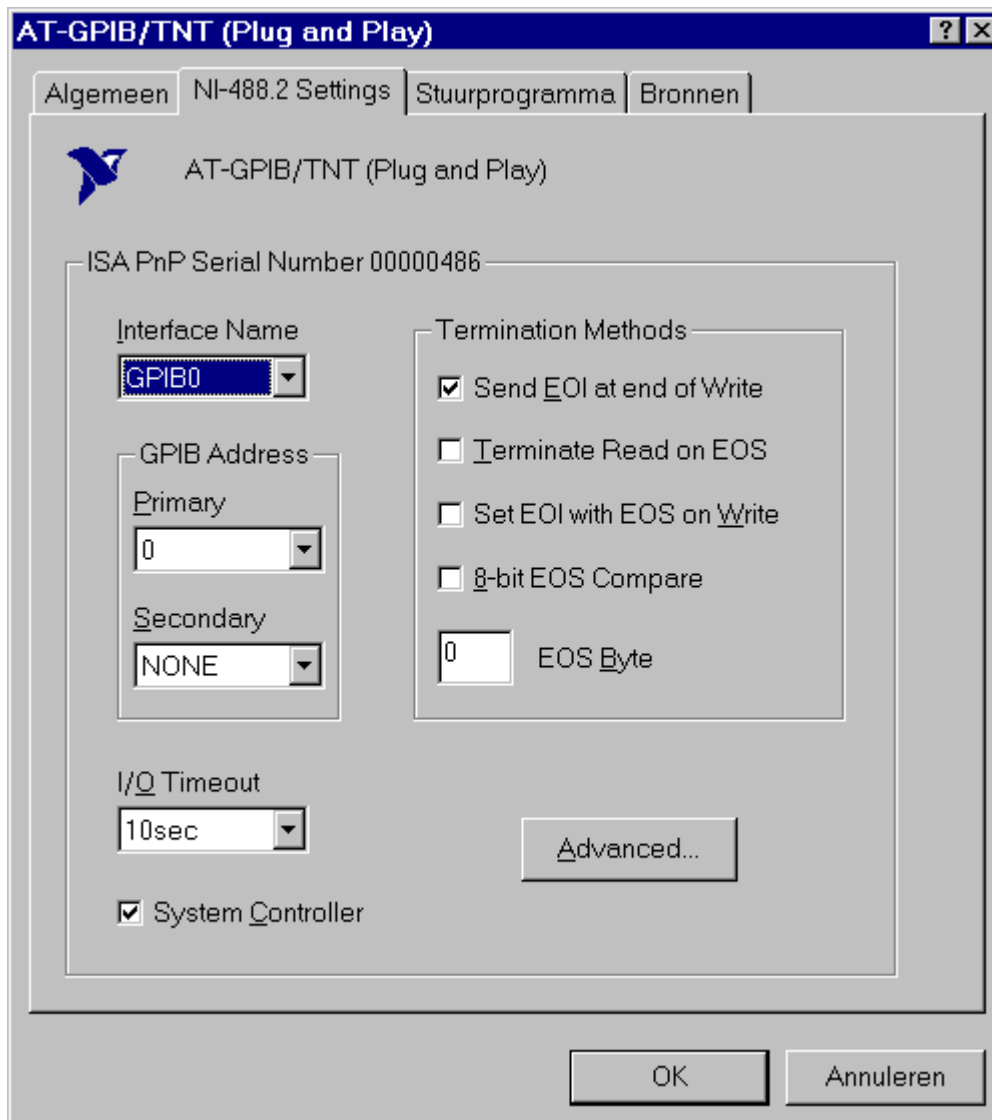 AT-GPIB/TNT (Plug and Play)
Algemeen
NI-488.2 Settings
Stuurprogramma
Bronnen
AT-GPIB/TNT (Plug and Play)
ISA PnP Serial Number 00000486
Interface Name
GPIB0
GPIB Address
Primary
0
Secondary
NONE
I/O Timeout
10sec
System Controller
Termination Methods
Send EOI at end of Write
Terminate Read on EOS
Set EOI with EOS on Write
8-bit EOS Compare
0 EOS Byte
Advanced...
OK
Annuleren